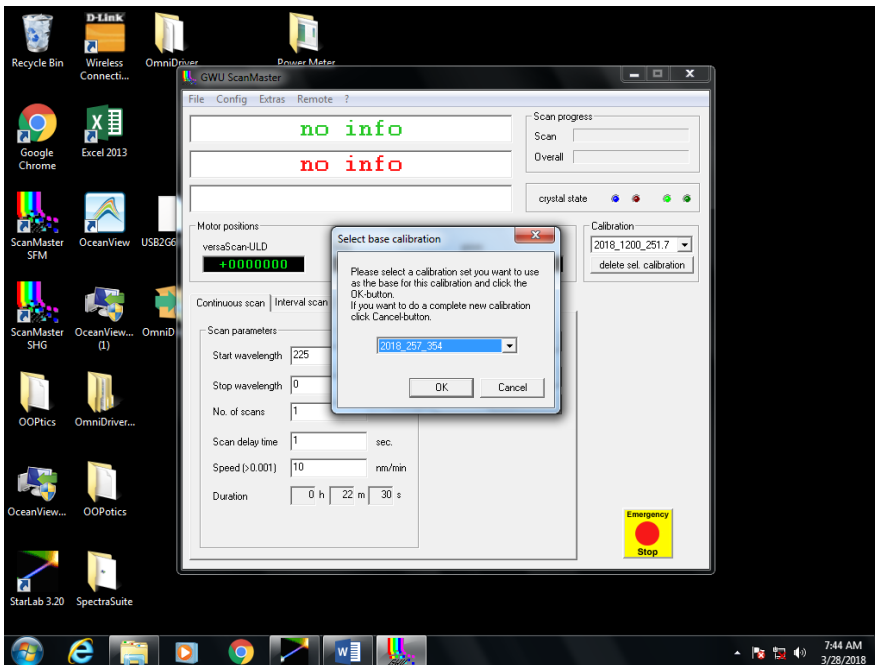 D-Link
Recycle Bin
Wireless
Connecti...
OmniDriver
Power Meter
Google
Chrome
Excel 2013
ScanMaster
SFM
OceanView
USB2G6
ScanMaster
SHG
OceanView...
(1)
OmniD
OOPtics
OmniDriver...
OceanView...
OOPotics
StarLab 3.20
SpectraSuite
GWU ScanMaster
File Config Extras Remote ?
no info
no info
Scan progress
Scan
Overall
crystal state
Motor positions
versaScan-ULD
+0000000
Calibration
2018_1200_251.7
delete sel. calibration
Continuous scan
Interval scan
Scan parameters
Start wavelength 225
Stop wavelength 0
No. of scans 1
Scan delay time 1 sec.
Speed (>0.001) 10 nm/min
Duration 0 h 22 m 30 s
Select base calibration
Please select a calibration set you want to use
as the base for this calibration and click the
OK-button.
If you want to do a complete new calibration
click Cancel-button.
2018_257_354
OK Cancel
Emergency
Stop
7:44 AM
3/28/2018